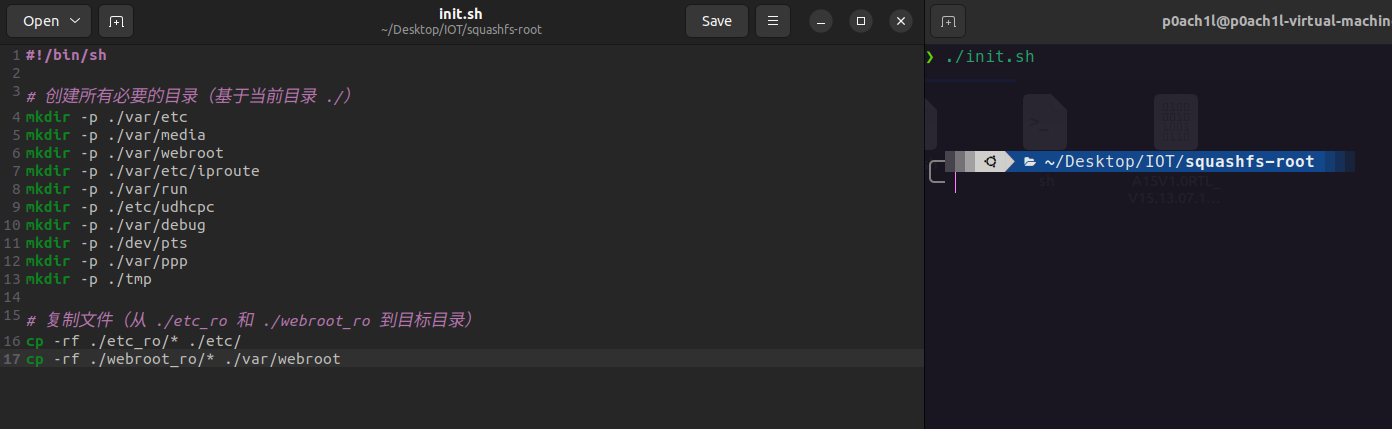 Open
init.sh
~/Desktop/IOT/squashfs-root
Save
p0ach1l@p0ach1l-virtual-machin
1 #!/bin/sh
2
3 # 创建所有必要的目录（基于当前目录 ./）
4 mkdir -p ./var/etc
5 mkdir -p ./var/media
6 mkdir -p ./var/webroot
7 mkdir -p ./var/etc/iproute
8 mkdir -p ./var/run
9 mkdir -p ./etc/udhcpc
10 mkdir -p ./var/debug
11 mkdir -p ./dev/pts
12 mkdir -p ./var/ppp
13 mkdir -p ./tmp
14
15 # 复制文件（从 ./etc_ro 和 ./webroot_ro 到目标目录）
16 cp -rf ./etc_ro/* ./etc/
17 cp -rf ./webroot_ro/* ./var/webroot
❯ ./init.sh
~/Desktop/IOT/squashfs-root
sh
A15V1.0RTL_
V15.13.07.1...